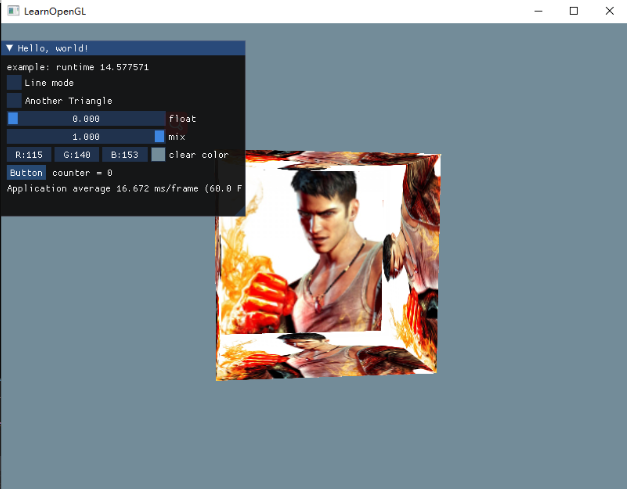 LearnOpenGL
Hello, world!
example: runtime 14.577571
Line mode
Another Triangle
0.000 float
1.000 mix
R:115 G:140 B:153 clear color
Button counter = 0
Application average 16.672 ms/frame (60.0 F